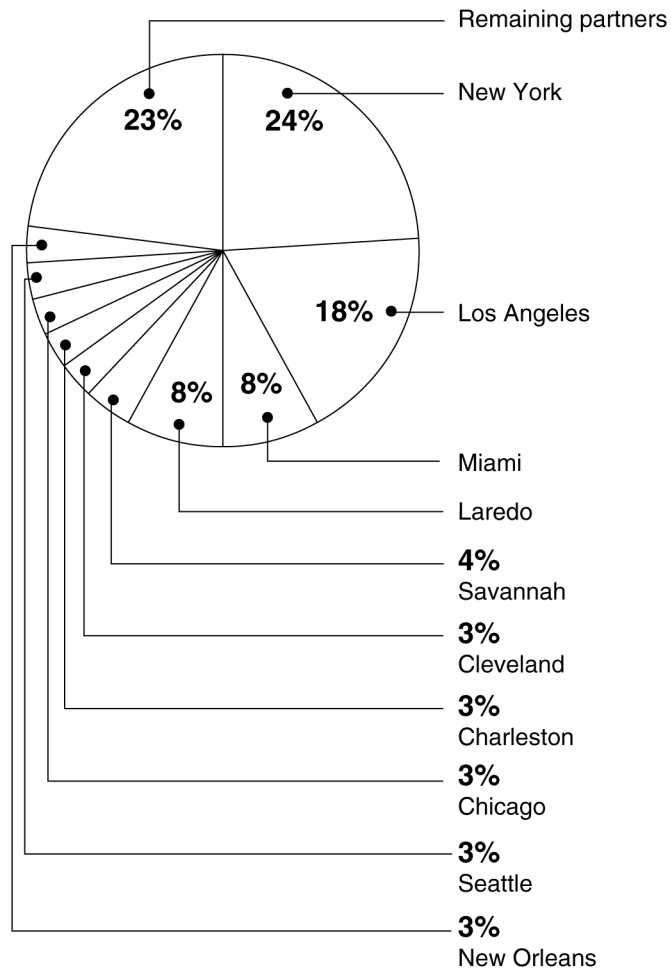 Remaining partners
New York
23%
24%
18%
Los Angeles
8%
8%
Miami
Laredo
4%
Savannah
3%
Cleveland
3%
Charleston
3%
Chicago
3%
Seattle
3%
New Orleans